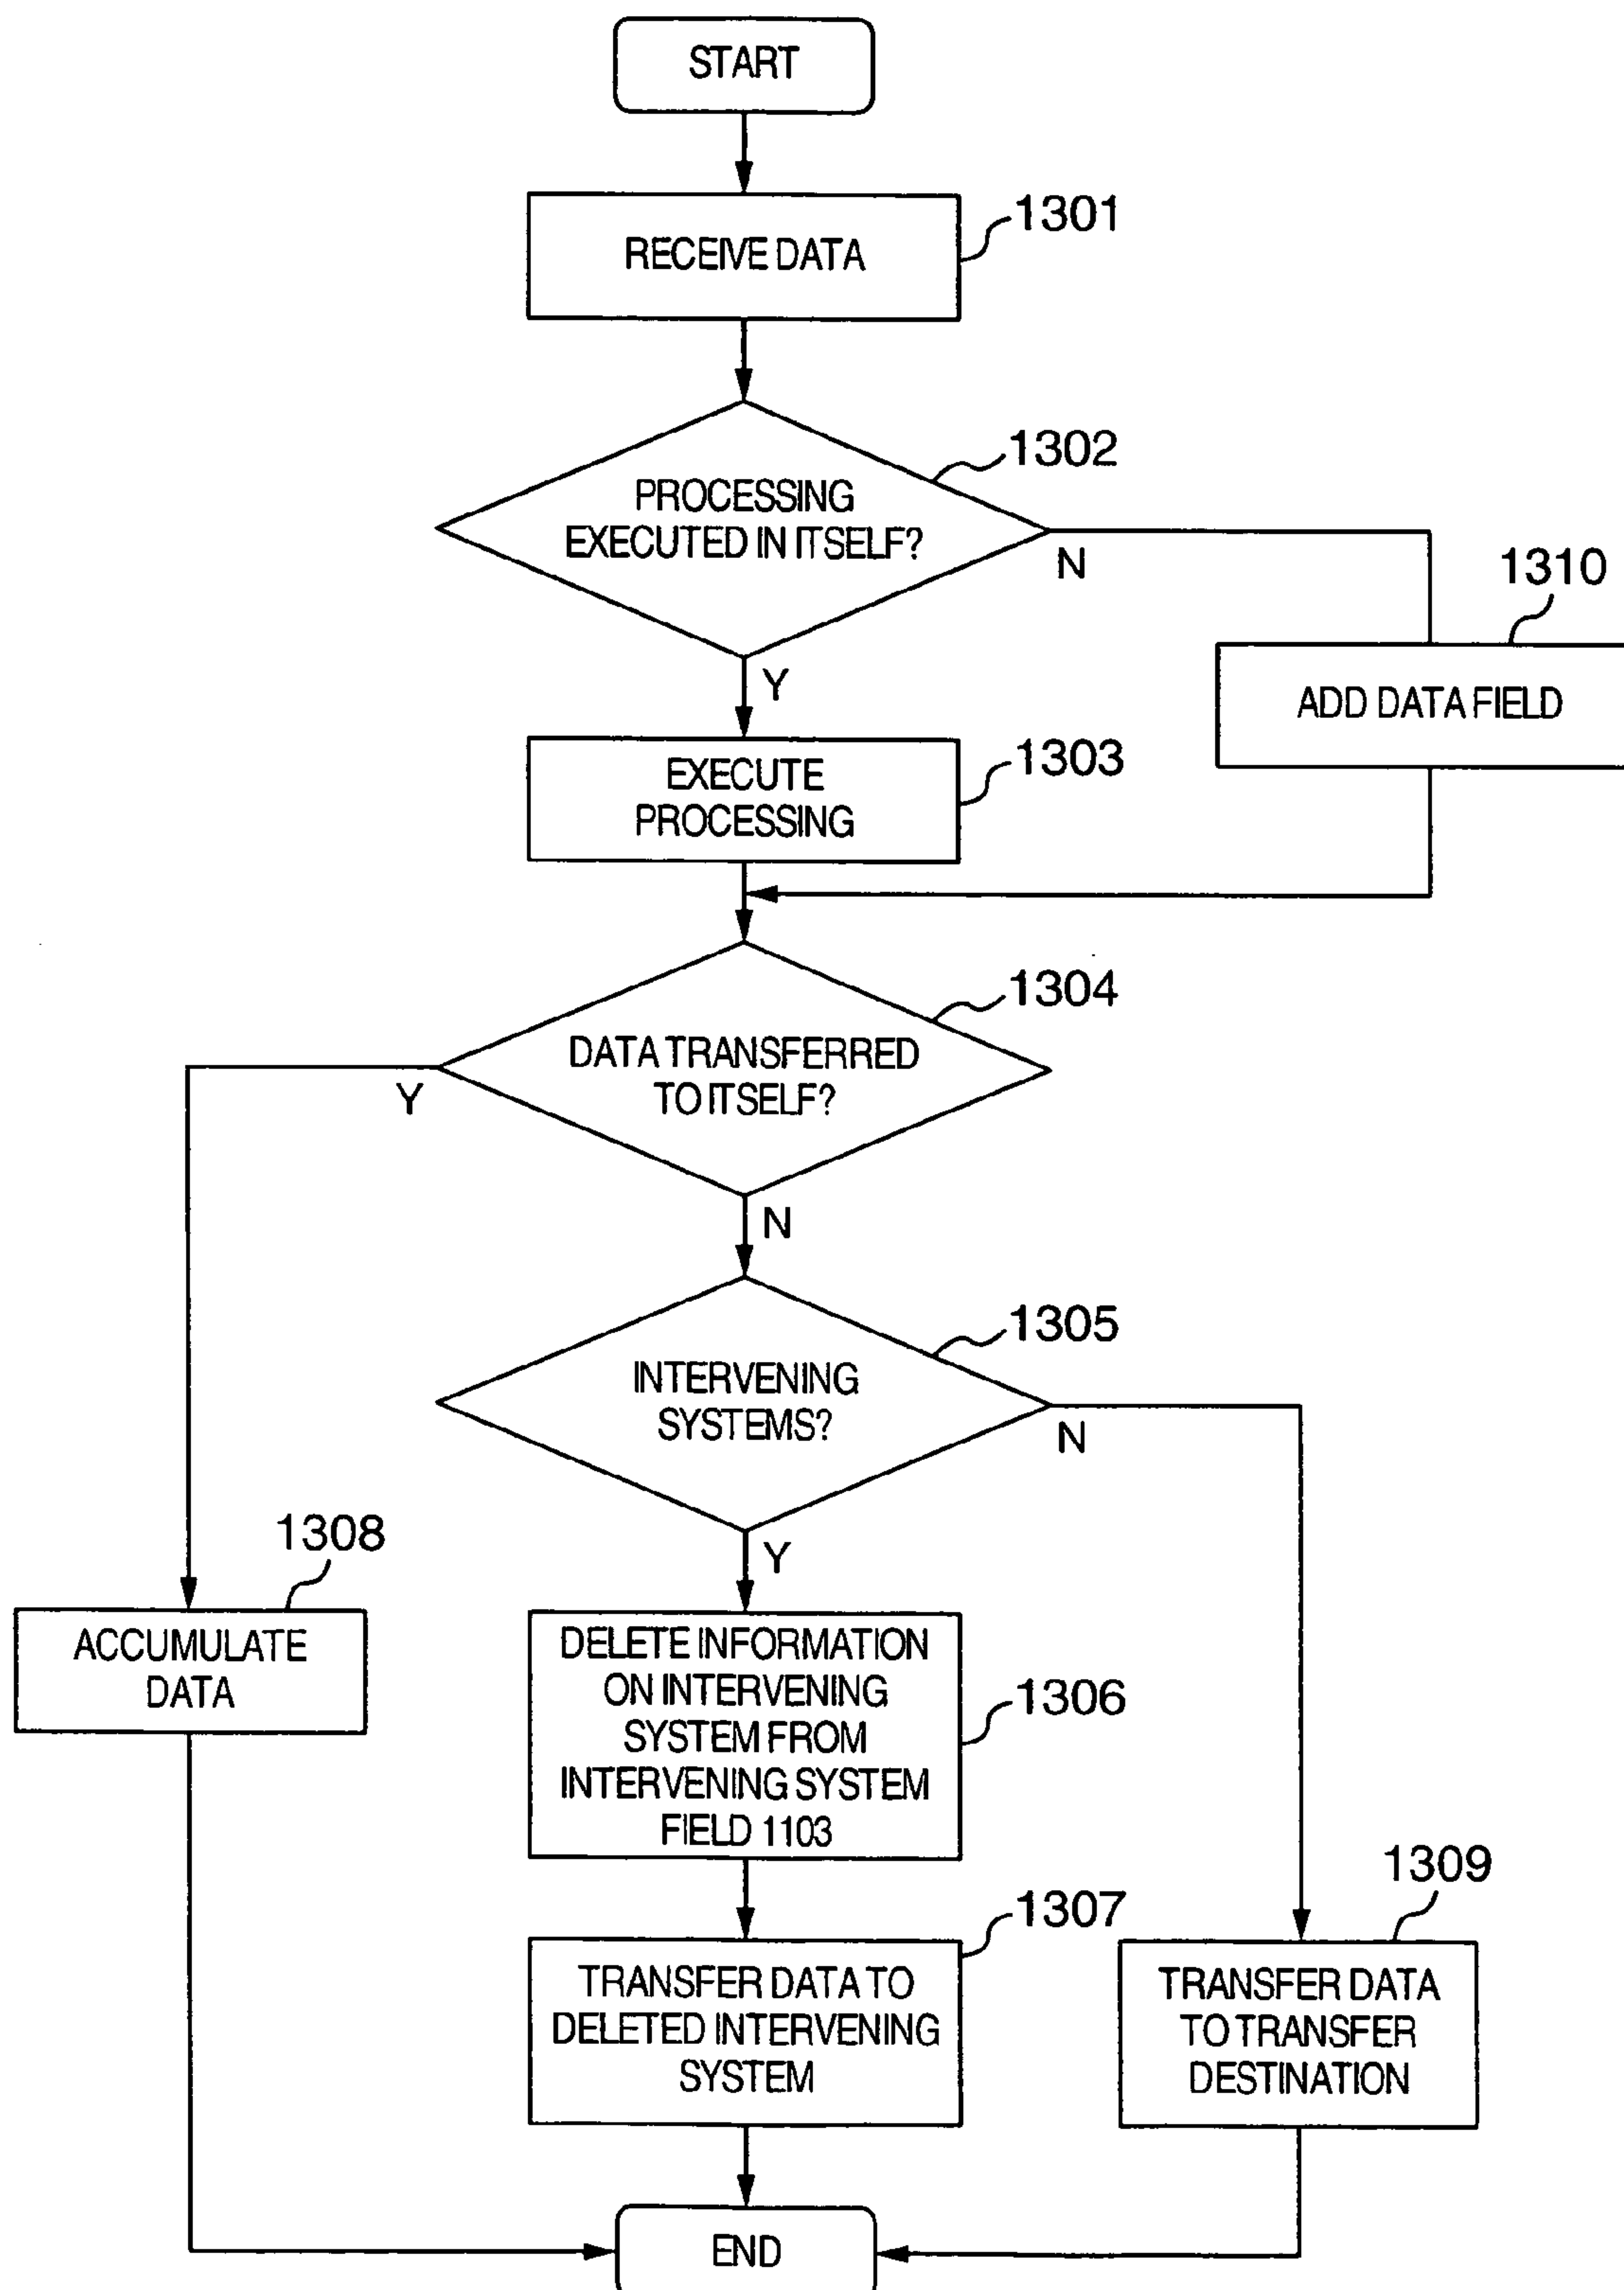 START
RECEIVE DATA
1301
PROCESSING
EXECUTED IN ITSELF?
1302
N
Y
1310
ADD DATA FIELD
EXECUTE
PROCESSING
1303
DATA TRANSFERRED
TO ITSELF?
1304
Y
N
INTERVENING
SYSTEMS?
1305
N
Y
1308
ACCUMULATE
DATA
DELETE INFORMATION
ON INTERVENING
SYSTEM FROM
INTERVENING SYSTEM
FIELD 1103
1306
TRANSFER DATA TO
DELETED INTERVENING
SYSTEM
1307
1309
TRANSFER DATA
TO TRANSFER
DESTINATION
END